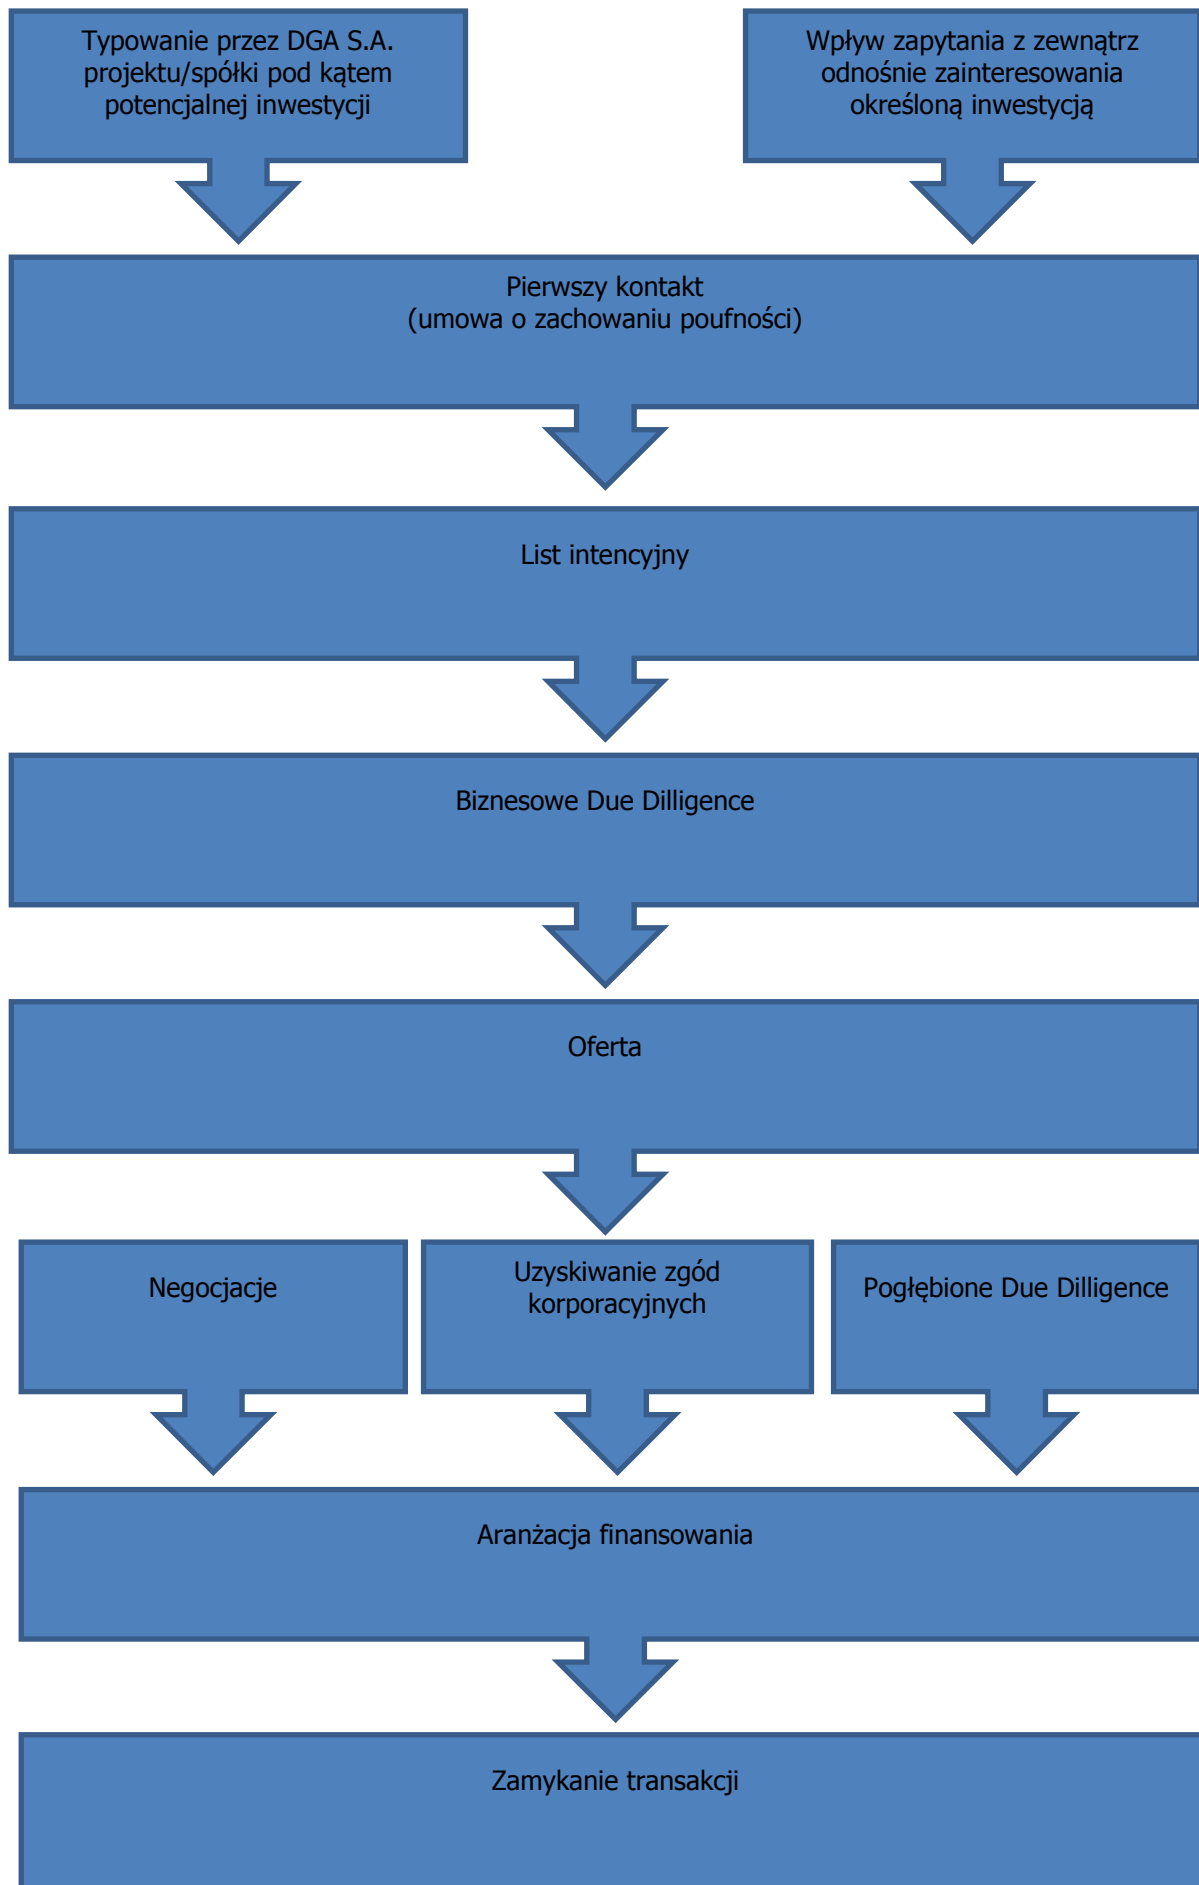 Typowanie przez DGA S.A.
projektu/spółki pod kątem
potencjalnej inwestycji
Wpływ zapytania z zewnątrz
odnośnie zainteresowania
określoną inwestycją
Pierwszy kontakt
(umowa o zachowaniu poufności)
List intencyjny
Biznesowe Due Dilligence
Oferta
Negocjacje
Uzyskiwanie zgód
korporacyjnych
Pogłębione Due Dilligence
Aranżacja finansowania
Zamykanie transakcji